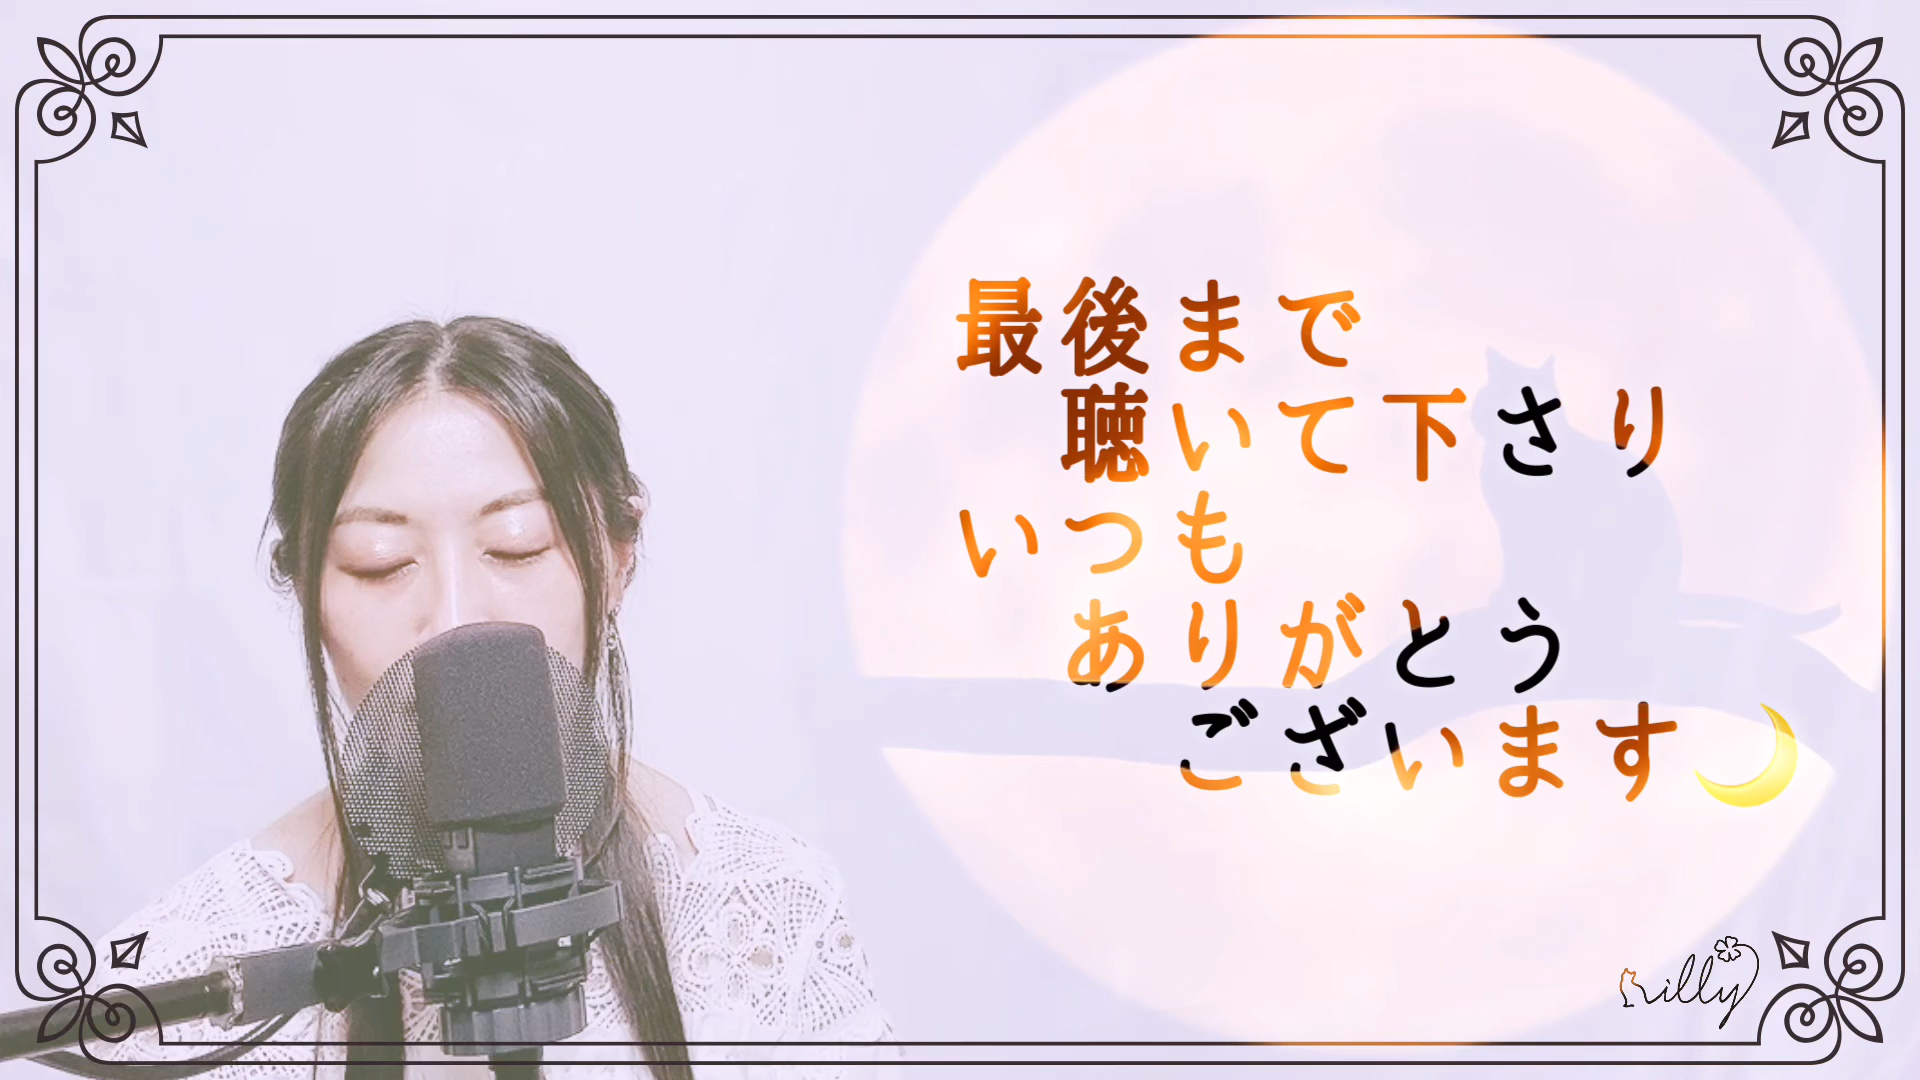 最後まで
聴いて下さり
いつも
ありがとう
ございます🌙
Rilly